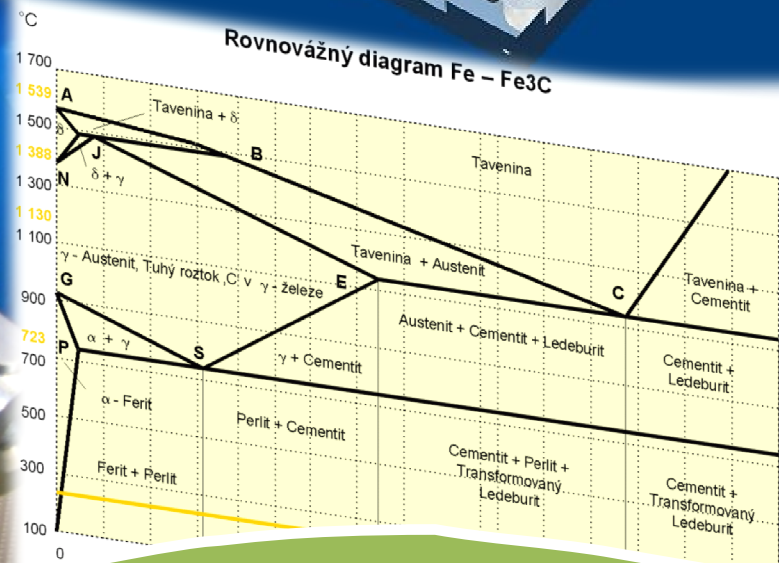 °C
Rovnovážný diagram Fe – Fe3C
1 700
1 539
A
Tavenina + δ
1 500
δ
B
Tavenina
1 388
J
δ + γ
N
1 300
1 130
1 100
Tavenina + Austenit
γ - Austenit, Tuhý roztok C v γ - železe
E
C
Tavenina +
Cementit
G
900
Austenit + Cementit + Ledeburit
723
P
α + γ
S
γ + Cementit
Cementit +
Ledeburit
700
α - Ferit
Perlit + Cementit
500
Cementit + Perlit +
Transformovaný
Ledeburit
Ferit + Perlit
300
Cementit +
Transformovaný
Ledeburit
100
0